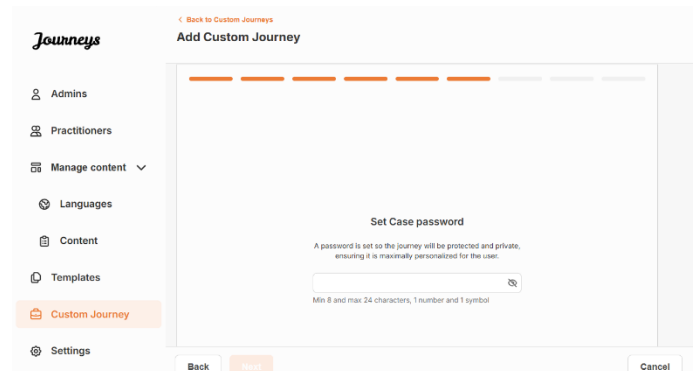 Journeys
Admins
Practitioners
Manage content
Languages
Content
Templates
Custom Journey
Settings
Back to Custom Journeys
Add Custom Journey
Set Case password
A password is set so the journey will be protected and private,
ensuring it is maximally personalized for the user.
Min 8 and max 24 characters, 1 number and 1 symbol
Back
Next
Cancel